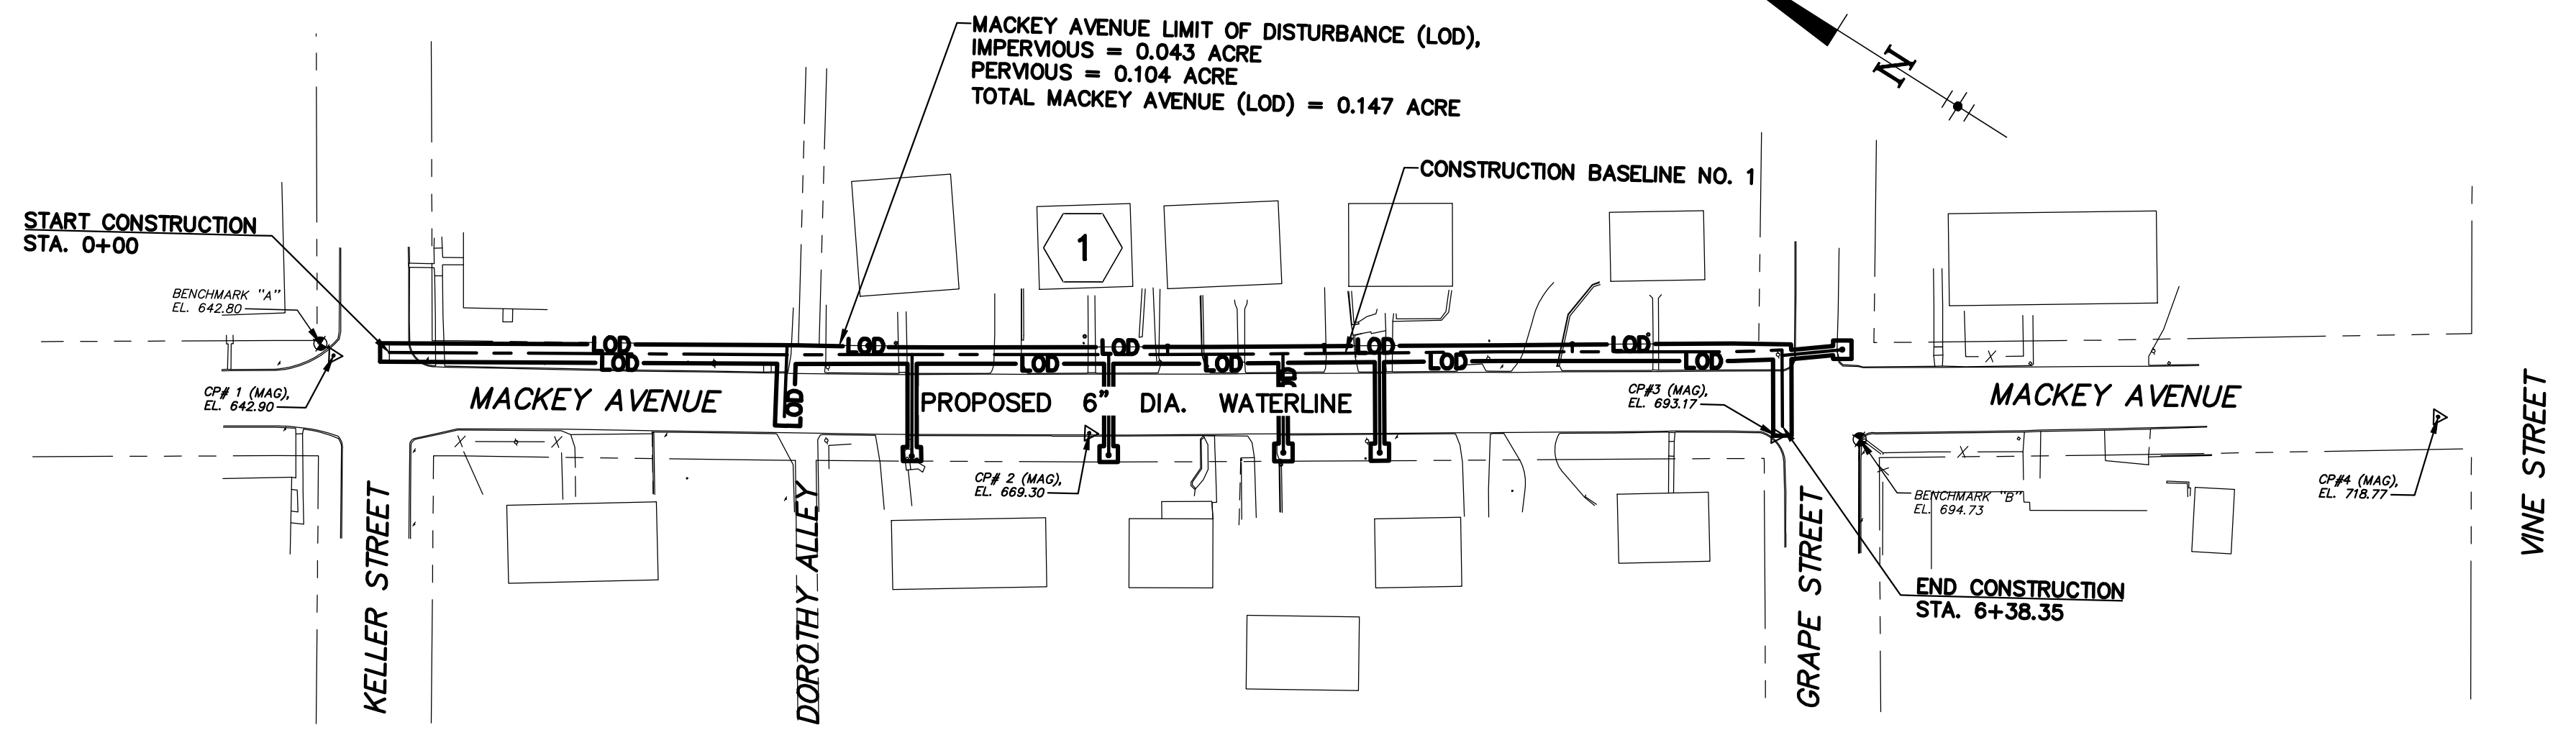 MACKEY AVENUE LIMIT OF DISTURBANCE (LOD),
IMPERVIOUS = 0.043 ACRE
PERVIOUS = 0.104 ACRE
TOTAL MACKEY AVENUE (LOD) = 0.147 ACRE
N
CONSTRUCTION BASELINE NO. 1
START CONSTRUCTION
STA. 0+00
1
BENCHMARK "A"
EL. 642.80
LOD
LOD
LOD
LOD
LOD
LOD
LOD
LOD
LOD
LOD
LOD
X
CP# 1 (MAG),
EL. 642.90
MACKEY AVENUE
PROPOSED 6" DIA. WATERLINE
CP#3 (MAG),
EL. 693.17
MACKEY AVENUE
X
X
X
CP# 2 (MAG),
EL. 669.30
BENCHMARK "B"
EL. 694.73
CP#4 (MAG),
EL. 718.77
KELLER STREET
DOROTHY ALLEY
GRAPE STREET
VINE STREET
END CONSTRUCTION
STA. 6+38.35